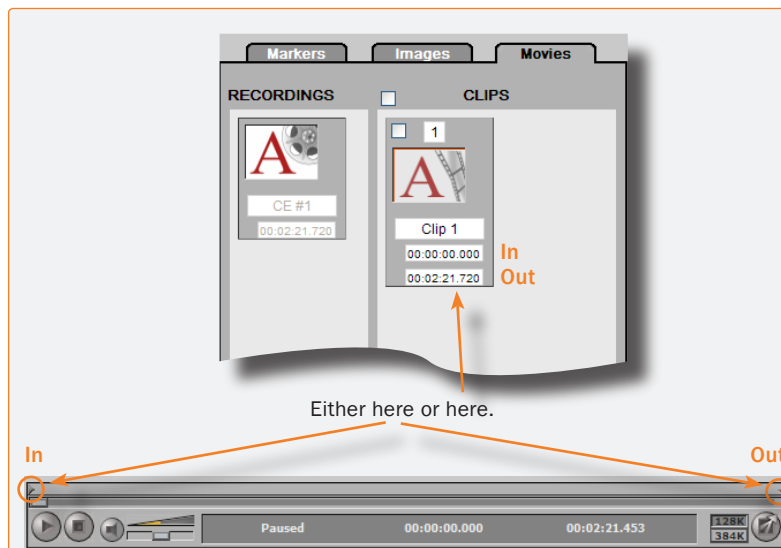 Markers Images Movies
RECORDINGS CLIPS
1
A A
CE #1
Clip 1
00:02:21.720
00:00:00.000 In
00:02:21.720 Out
Either here or here.
In Out
Paused 00:00:00.000 00:02:21.453 128K
384K